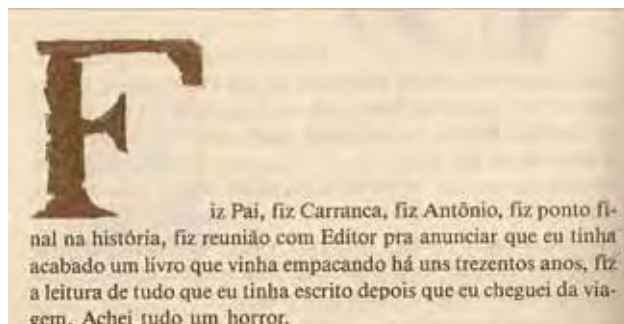 Fiz Pai, fiz Carranca, fiz Antônio, fiz ponto fi-
nal na história, fiz reunião com Editor pra anunciar que eu tinha
acabado um livro que vinha empacando há uns trezentos anos, fiz
a leitura de tudo que eu tinha escrito depois que eu cheguei da via-
gem. Achei tudo um horror.